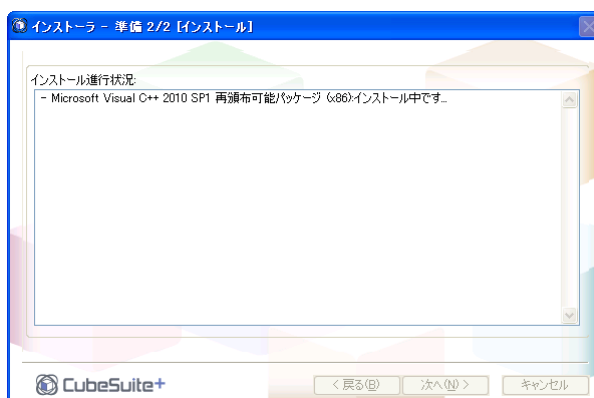 インストーラ - 準備 2/2 [インストール]
インストール進行状況:
- Microsoft Visual C++ 2010 SP1 再頒布可能パッケージ (x86):インストール中です...
CubeSuite+
< 戻る(B) 次へ(N) > キャンセル